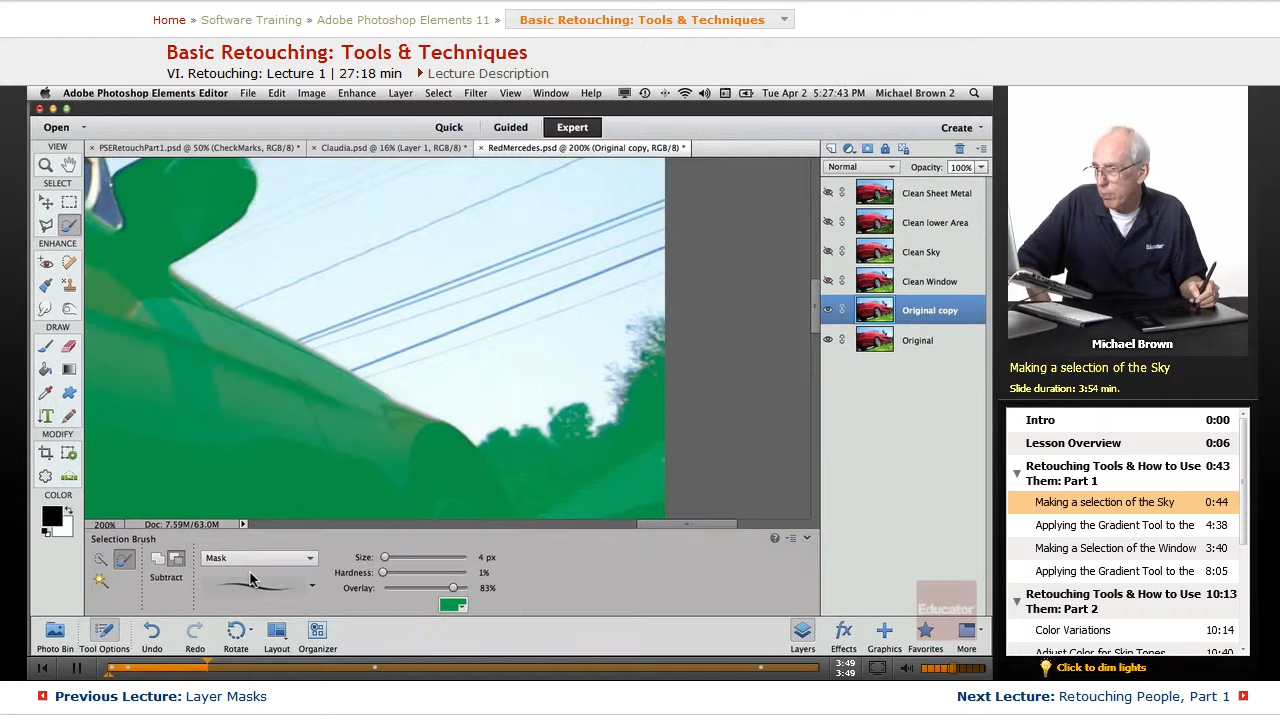 Home » Software Training » Adobe Photoshop Elements 11 » Basic Retouching: Tools & Techniques
Basic Retouching: Tools & Techniques
VI. Retouching: Lecture 1 | 27:18 min Lecture Description
Adobe Photoshop Elements Editor File Edit Image Enhance Layer Select Filter View Window Help Tue Apr 2 5:27:43 PM Michael Brown 2
Open Quick Guided Expert Create
VIEW
PSERetouchPart1.psd @ 50% (CheckMarks, RGB/8) * Claudia.psd @ 16% (Layer 1, RGB/8) * RedMercedes.psd @ 200% (Original copy, RGB/8) *
Normal Opacity: 100%
SELECT
Clean Sheet Metal
Clean lower Area
ENHANCE
Clean Sky
Clean Window
Original copy
DRAW
Original
MODIFY
COLOR
200% Doc: 7.59M/63.0M
Selection Brush
Mask
Subtract
Size: 4 px
Hardness: 1%
Overlay: 83%
Photo Bin Tool Options Undo Redo Rotate Layout Organizer Layers Effects Graphics Favorites More
Educator
3:49
3:49
Educator
Michael Brown
Making a selection of the Sky
Slide duration: 3:54 min.
Intro 0:00
Lesson Overview 0:06
Retouching Tools & How to Use Them: Part 1 0:43
Making a selection of the Sky 0:44
Applying the Gradient Tool to the 4:38
Making a Selection of the Window 3:40
Applying the Gradient Tool to the 8:05
Retouching Tools & How to Use Them: Part 2 10:13
Color Variations 10:14
Adjust Color for Skin Tones 10:40
Click to dim lights
Previous Lecture: Layer Masks
Next Lecture: Retouching People, Part 1